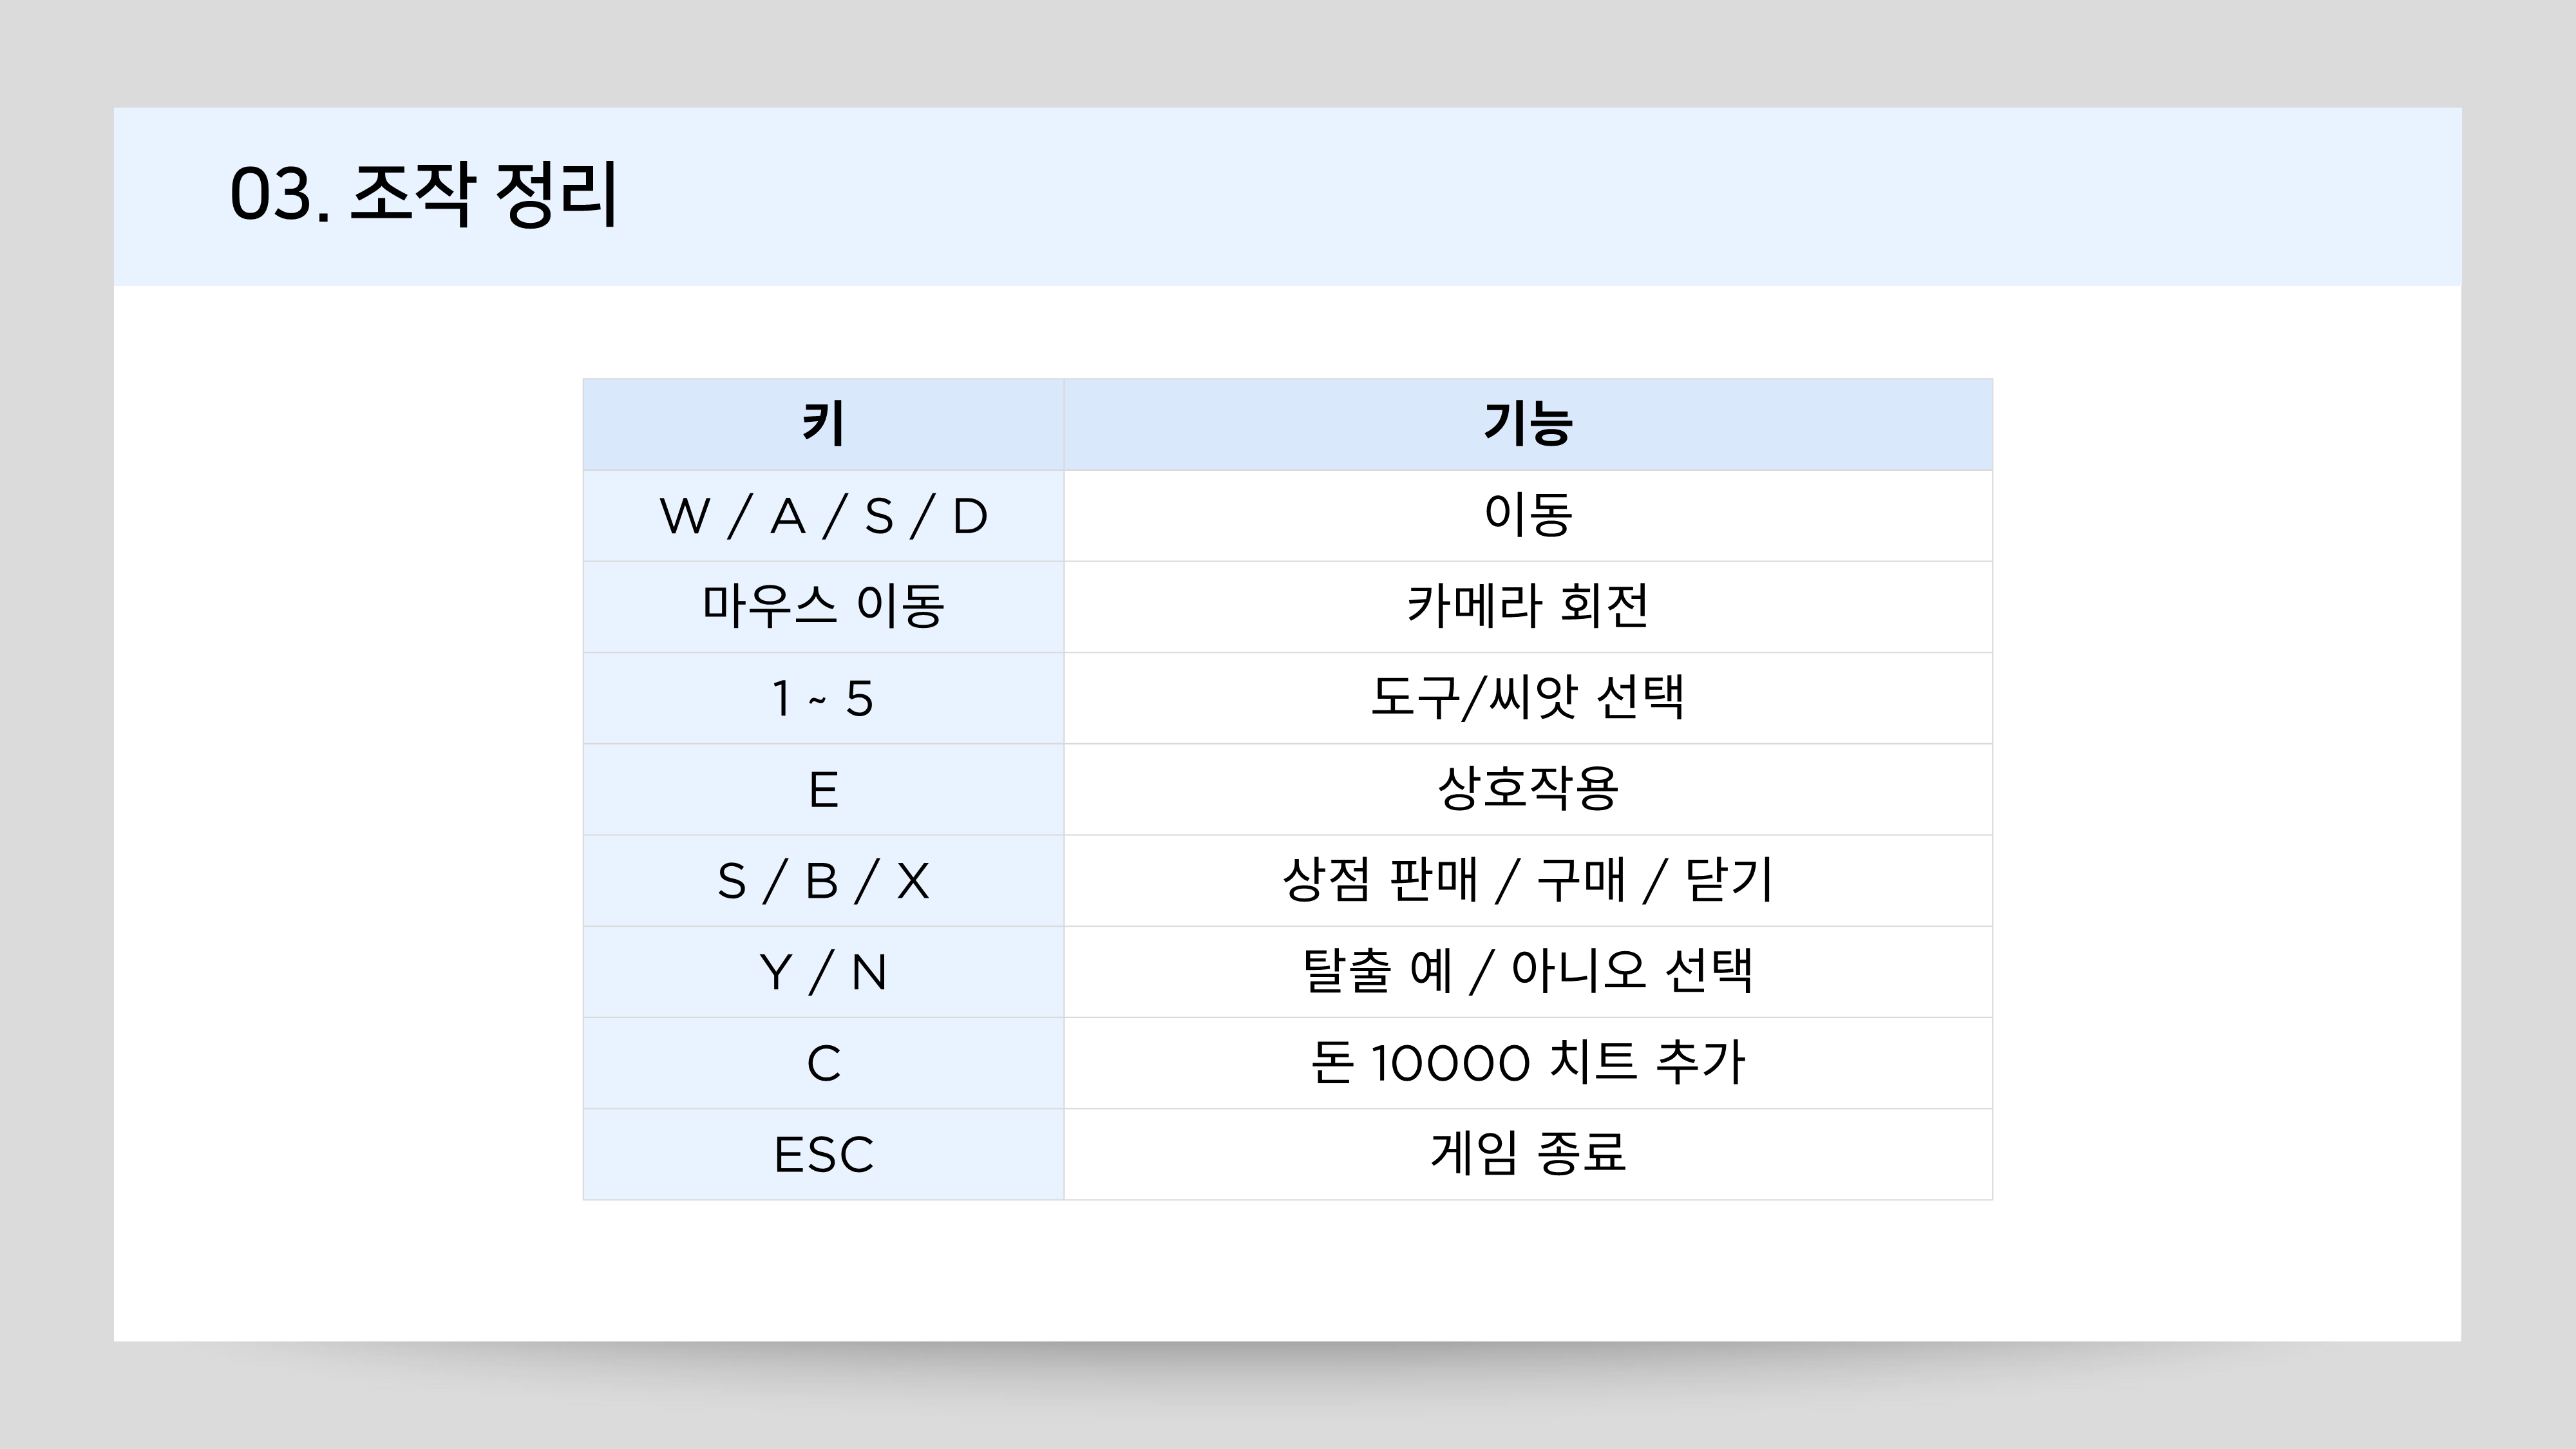 03. 조작 정리
키 기능
W / A / S / D 이동
마우스 이동 카메라 회전
1 ~ 5 도구/씨앗 선택
E 상호작용
S / B / X 상점 판매 / 구매 / 닫기
Y / N 탈출 예 / 아니오 선택
C 돈 10000 치트 추가
ESC 게임 종료